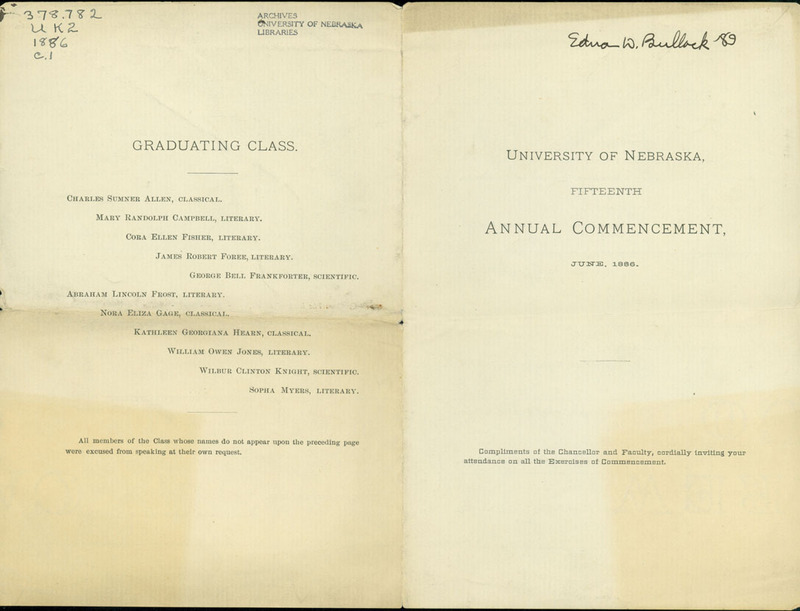 378.782
U K2
1886
c.1
ARCHIVES
UNIVERSITY OF NEBRASKA
LIBRARIES
GRADUATING CLASS.
CHARLES SUMNER ALLEN, CLASSICAL.
MARY RANDOLPH CAMPBELL, LITERARY.
CORA ELLEN FISHER, LITERARY.
JAMES ROBERT FOREE, LITERARY.
GEORGE BELL FRANKFORTER, SCIENTIFIC.
ABRAHAM LINCOLN FROST, LITERARY.
NORA ELIZA GAGE, CLASSICAL.
KATHLEEN GEORGIANA HEARN, CLASSICAL.
WILLIAM OWEN JONES, LITERARY.
WILBUR CLINTON KNIGHT, SCIENTIFIC.
SOPHA MYERS, LITERARY.
All members of the Class whose names do not appear upon the preceding page
were excused from speaking at their own request.
Edna D. Bullock '89
UNIVERSITY OF NEBRASKA,
FIFTEENTH
ANNUAL COMMENCEMENT,
JUNE, 1886.
Compliments of the Chancellor and Faculty, cordially inviting your
attendance on all the Exercises of Commencement.